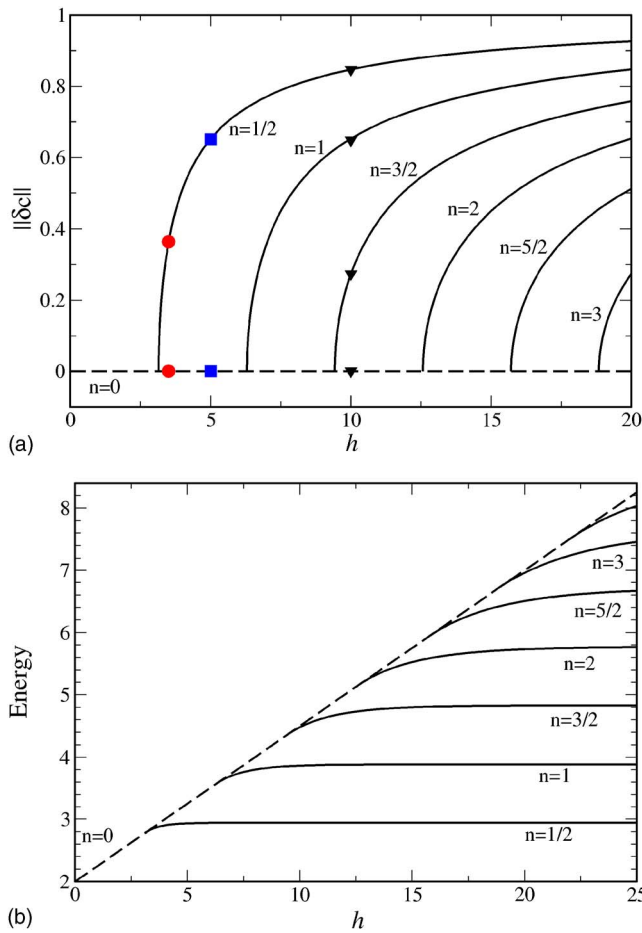 1
0.8
0.6
0.4
0.2
0
||δc||
n=1/2
n=1
n=3/2
n=2
n=5/2
n=3
n=0
0 5 10 15 20
h
(a)
8
7
6
5
4
3
2
Energy
n=3
n=5/2
n=2
n=3/2
n=1
n=0
n=1/2
0 5 10 15 20 25
h
(b)